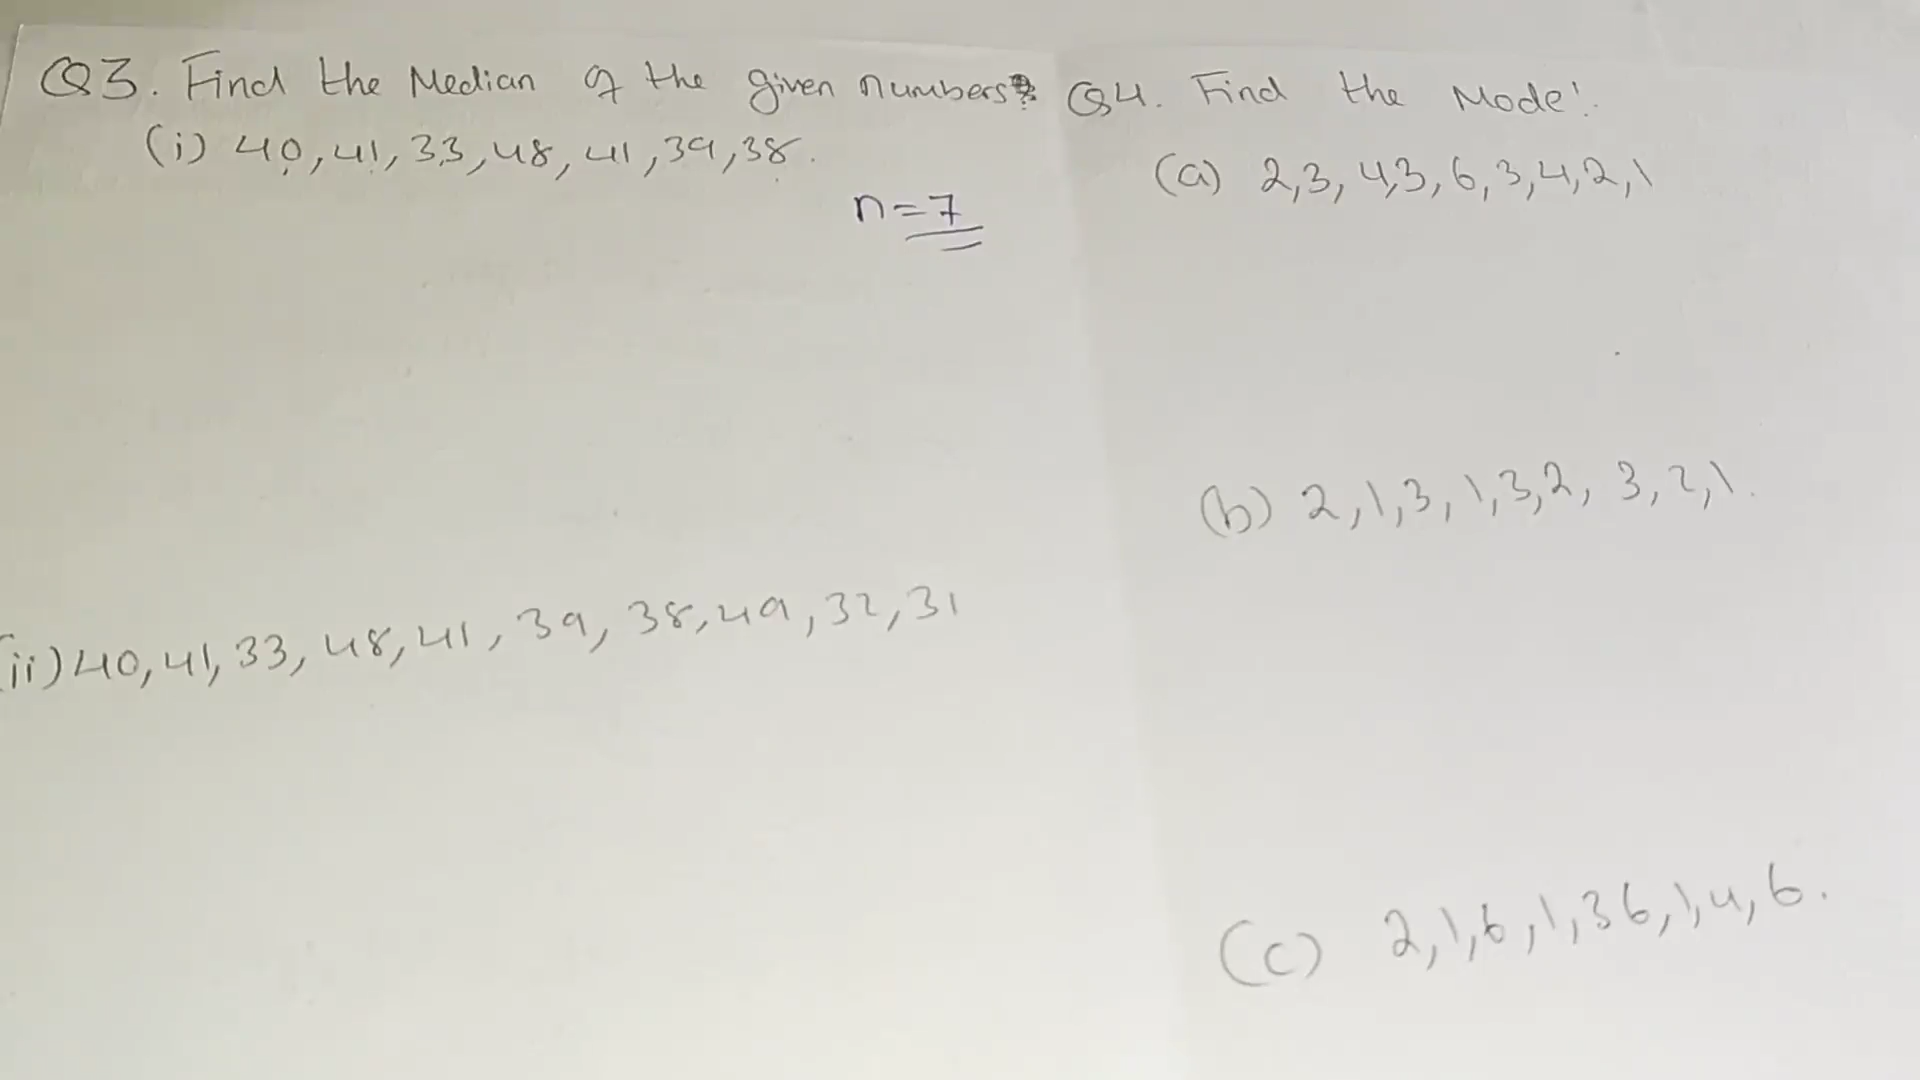 Q3. Find the Median of the given numbers?
(i) 40, 41, 33, 48, 41, 39, 38.
n=7
(ii) 40, 41, 33, 48, 41, 39, 38, 49, 32, 31
Q4. Find the Mode:.
(a) 2, 3, 4, 3, 6, 3, 4, 2, 1
(b) 2, 1, 3, 1, 3, 2, 3, 2, 1.
(c) 2, 1, 6, 1, 3 6, 1, 4, 6.